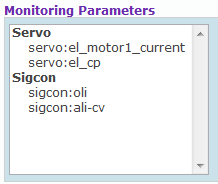 Monitoring Parameters
Servo
servo:el_motor1_current
servo:el_cp
Sigcon
sigcon:oli
sigcon:ali-cv